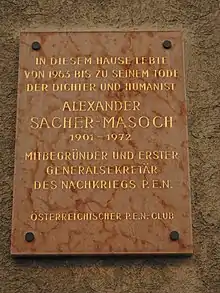 IN DIESEM HAUSE LEBTE
VON 1963 BIS ZU SEINEM TODE
DER DICHTER UND HUMANIST
ALEXANDER
SACHER-MASOCH
1901-1972
MITBEGRÜNDER UND ERSTER
GENERALSEKRETÄR
DES NACHKRIEGS P.E.N.
ÖSTERREICHISCHER P.E.N.-CLUB